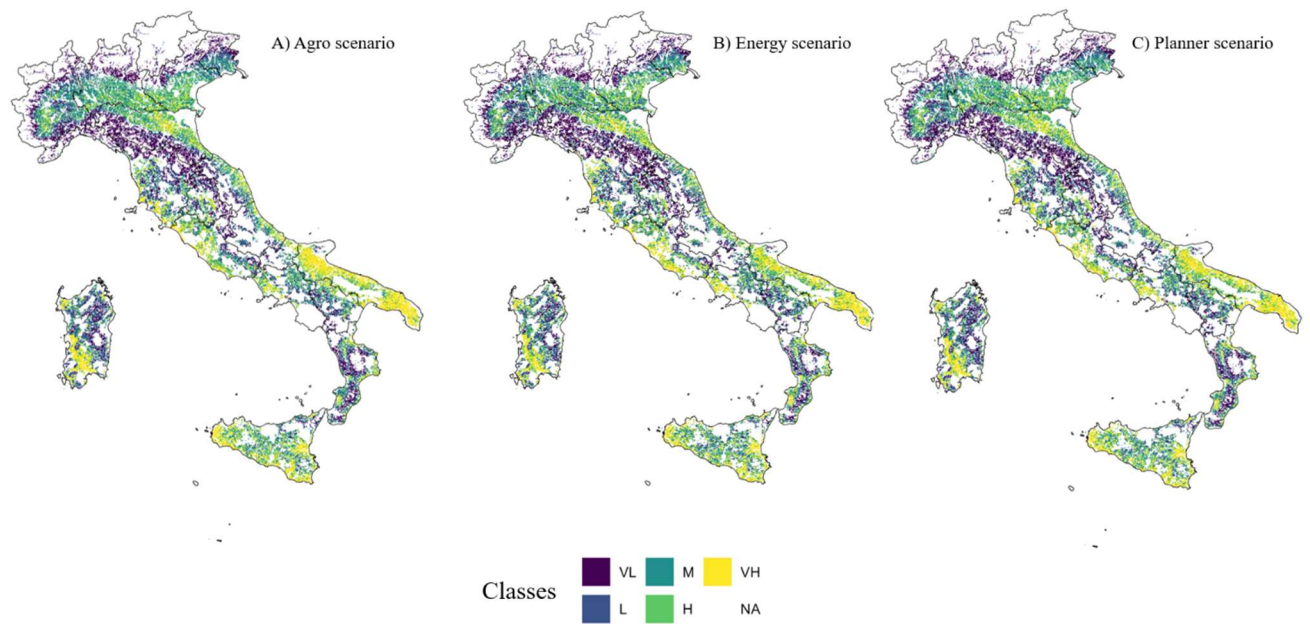 A) Agro scenario
B) Energy scenario
C) Planner scenario
Classes
VL M VH
L H NA